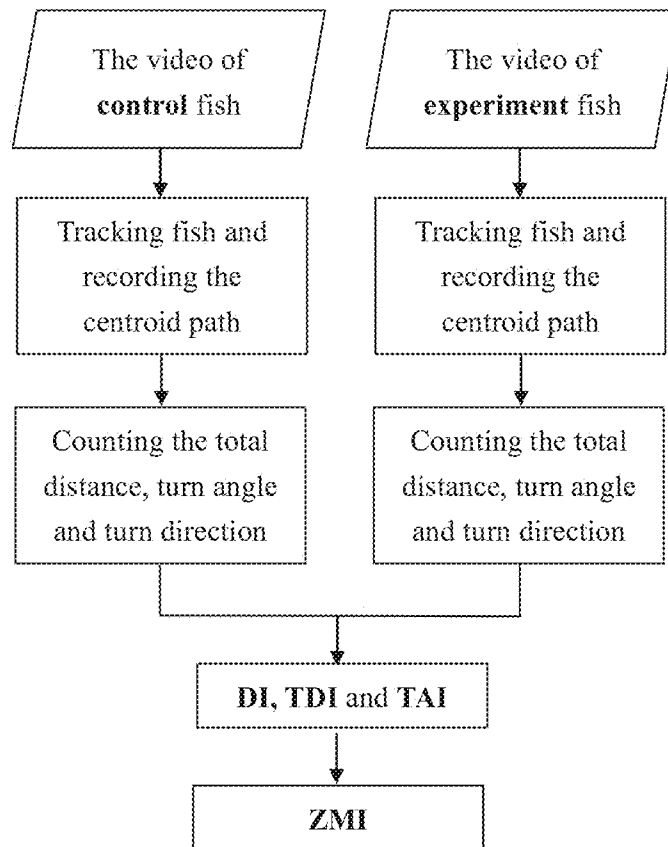 The video of
control fish
The video of
experiment fish
Tracking fish and
recording the
centroid path
Tracking fish and
recording the
centroid path
Counting the total
distance, turn angle
and turn direction
Counting the total
distance, turn angle
and turn direction
DI, TDI and TAI
ZMI